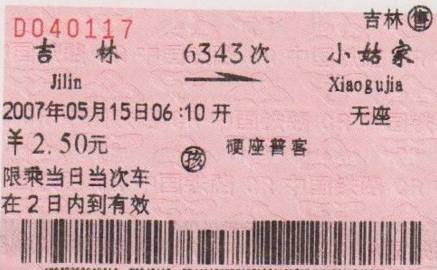 吉林 售
D040117
吉 林 6343次 小姑家
Jilin Xiaogujia
2007年05月15日06:10开 无座
¥2.50元 孩 硬座普客
限乘当日当次车
在2日内到有效